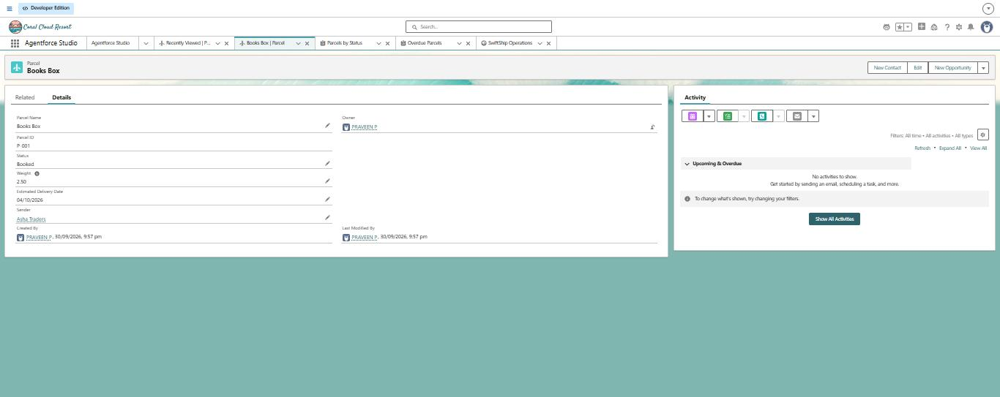 Developer Edition
Coral Cloud Resort
Search...
Agentforce Studio
Agentforce Studio
Recently Viewed | P...
Books Box | Parcel
Parcels by Status
Overdue Parcels
SwiftShip Operations
Parcel
Books Box
New Contact
Edit
New Opportunity
Related
Details
Parcel Name
Books Box
Owner
PRAVEEN P
Parcel ID
P 001
Status
Booked
Weight
2.50
Estimated Delivery Date
04/10/2026
Sender
Asha Traders
Created By
PRAVEEN P, 30/09/2026, 9:57 pm
Last Modified By
PRAVEEN P, 30/09/2026, 9:57 pm
Activity
Filters: All time • All activities • All types
Refresh • Expand All • View All
Upcoming & Overdue
No activities to show.
Get started by sending an email, scheduling a task, and more.
To change what's shown, try changing your filters.
Show All Activities